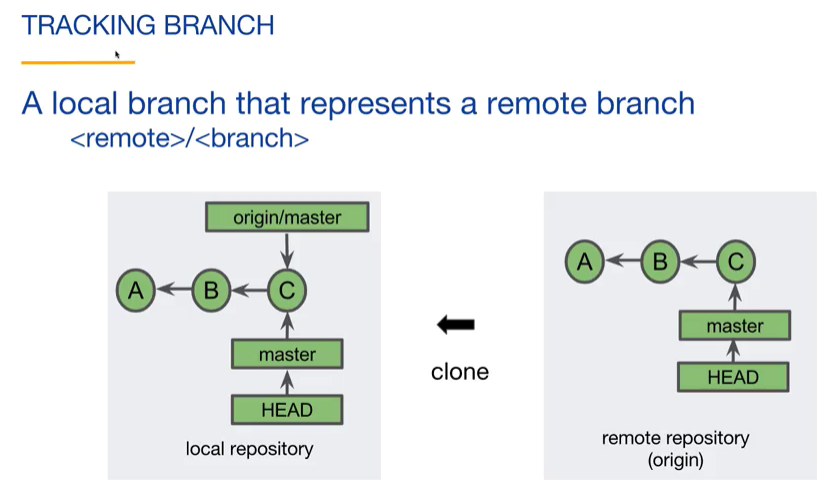 TRACKING BRANCH
A local branch that represents a remote branch
<remote>/<branch>
origin/master
A
B
C
master
HEAD
local repository
clone
A
B
C
master
HEAD
remote repository
(origin)